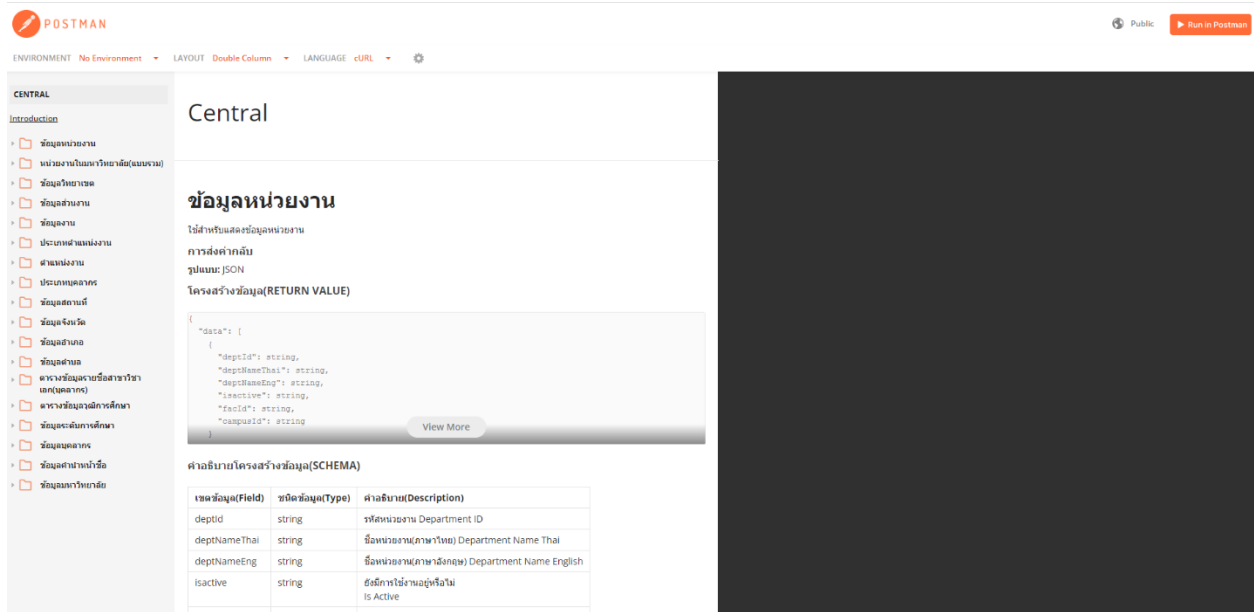 POSTMAN
Public
Run in Postman
ENVIRONMENT No Environment LAYOUT Double Column LANGUAGE cURL
CENTRAL
Introduction
ข้อมูลหน่วยงาน
หน่วยงานในมหาวิทยาลัย(แบบรวม)
ข้อมูลวิทยาเขต
ข้อมูลส่วนงาน
ข้อมูลงาน
ประเภทตำแหน่งงาน
ตำแหน่งงาน
ประเภทบุคลากร
ข้อมูลสถานที่
ข้อมูลจังหวัด
ข้อมูลอำเภอ
ข้อมูลตำบล
ตารางข้อมูลรายชื่อสาขาวิชา
เอก(บุคลากร)
ตารางข้อมูลวุฒิการศึกษา
ข้อมูลระดับการศึกษา
ข้อมูลบุคลากร
ข้อมูลคำนำหน้าชื่อ
ข้อมูลมหาวิทยาลัย
Central
ข้อมูลหน่วยงาน
ใช้สำหรับแสดงข้อมูลหน่วยงาน
การส่งค่ากลับ
รูปแบบ: JSON
โครงสร้างข้อมูล(RETURN VALUE)
{
"data": [
{
"deptId": string,
"deptNameThai": string,
"deptNameEng": string,
"isactive": string,
"facId": string,
"campusId": string
}
View More
คำอธิบายโครงสร้างข้อมูล(SCHEMA)
เขตข้อมูล(Field) ชนิดข้อมูล(Type) คำอธิบาย(Description)
deptId string รหัสหน่วยงาน Department ID
deptNameThai string ชื่อหน่วยงาน(ภาษาไทย) Department Name Thai
deptNameEng string ชื่อหน่วยงาน(ภาษาอังกฤษ) Department Name English
isactive string ยังมีการใช้งานอยู่หรือไม่
Is Active